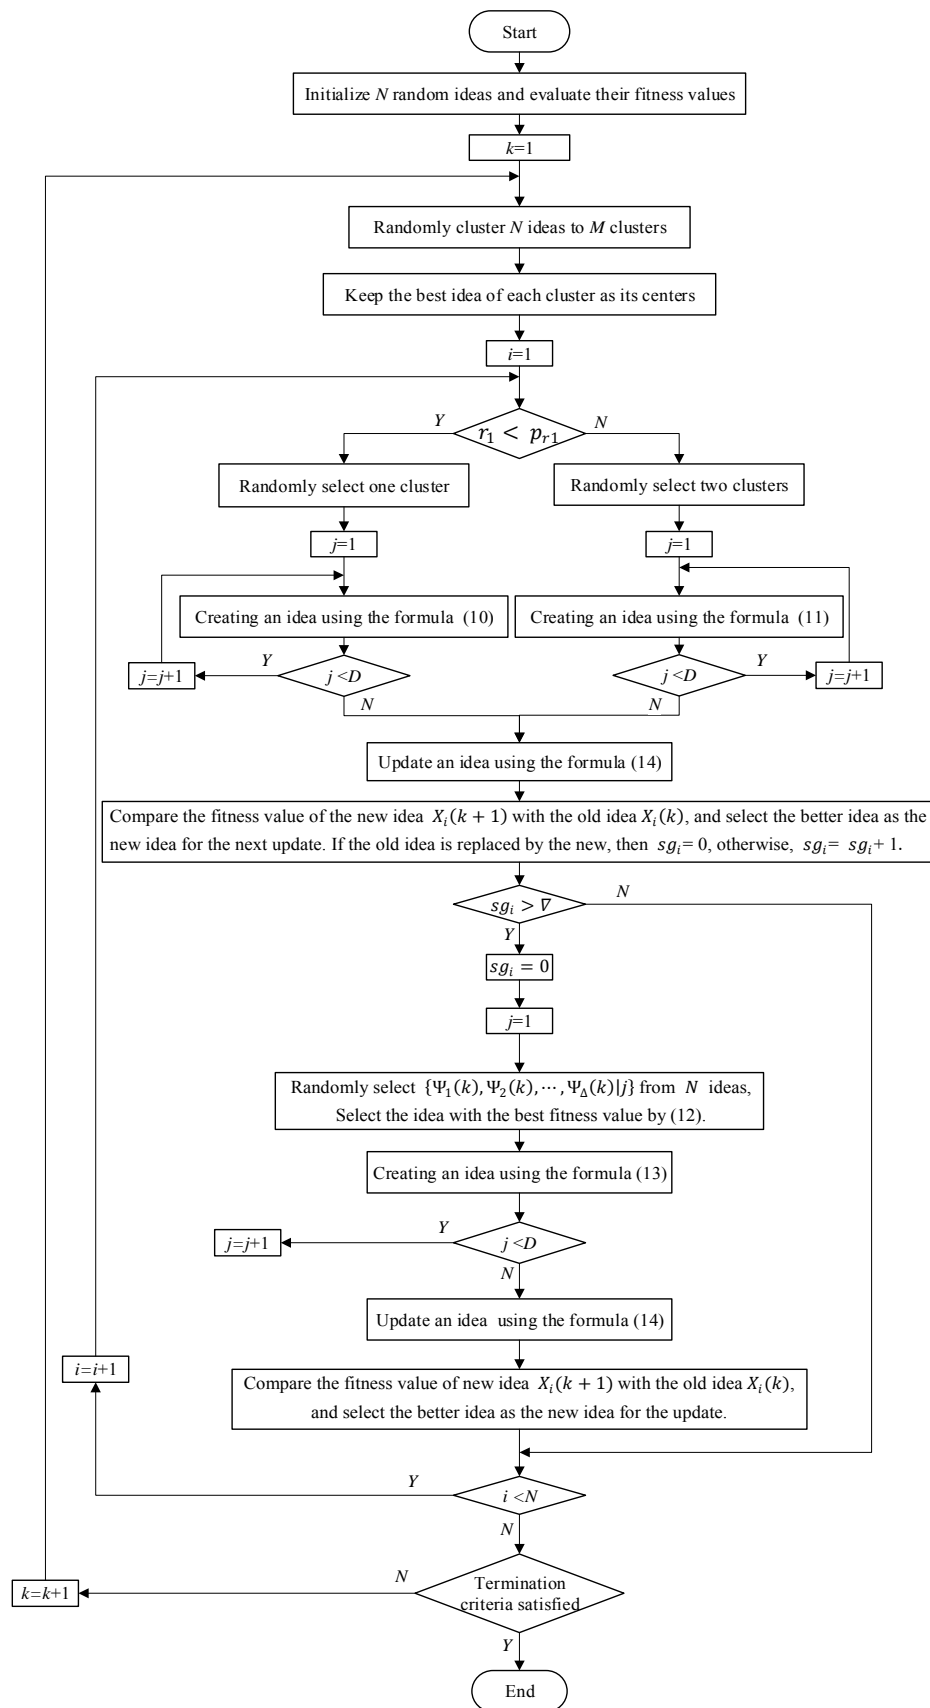 Start
Initialize N random ideas and evaluate their fitness values
k=1
Randomly cluster N ideas to M clusters
Keep the best idea of each cluster as its centers
i=1
Y
r₁ < pᵣ₁
N
Randomly select one cluster
Randomly select two clusters
j=1
j=1
Creating an idea using the formula (10)
Creating an idea using the formula (11)
j=j+1
Y
j <D
N
j <D
Y
j=j+1
N
Update an idea using the formula (14)
Compare the fitness value of the new idea Xᵢ(k + 1) with the old idea Xᵢ(k), and select the better idea as the
new idea for the next update. If the old idea is replaced by the new, then sgᵢ= 0, otherwise, sgᵢ= sgᵢ+ 1.
sgᵢ > ∇
N
Y
sgᵢ = 0
j=1
Randomly select {Ψ₁(k), Ψ₂(k), ⋯ , Ψ_Δ(k)|j} from N ideas,
Select the idea with the best fitness value by (12).
Creating an idea using the formula (13)
j=j+1
Y
j <D
N
Update an idea using the formula (14)
i=i+1
Compare the fitness value of new idea Xᵢ(k + 1) with the old idea Xᵢ(k),
and select the better idea as the new idea for the update.
Y
i <N
N
k=k+1
N
Termination
criteria satisfied
Y
End